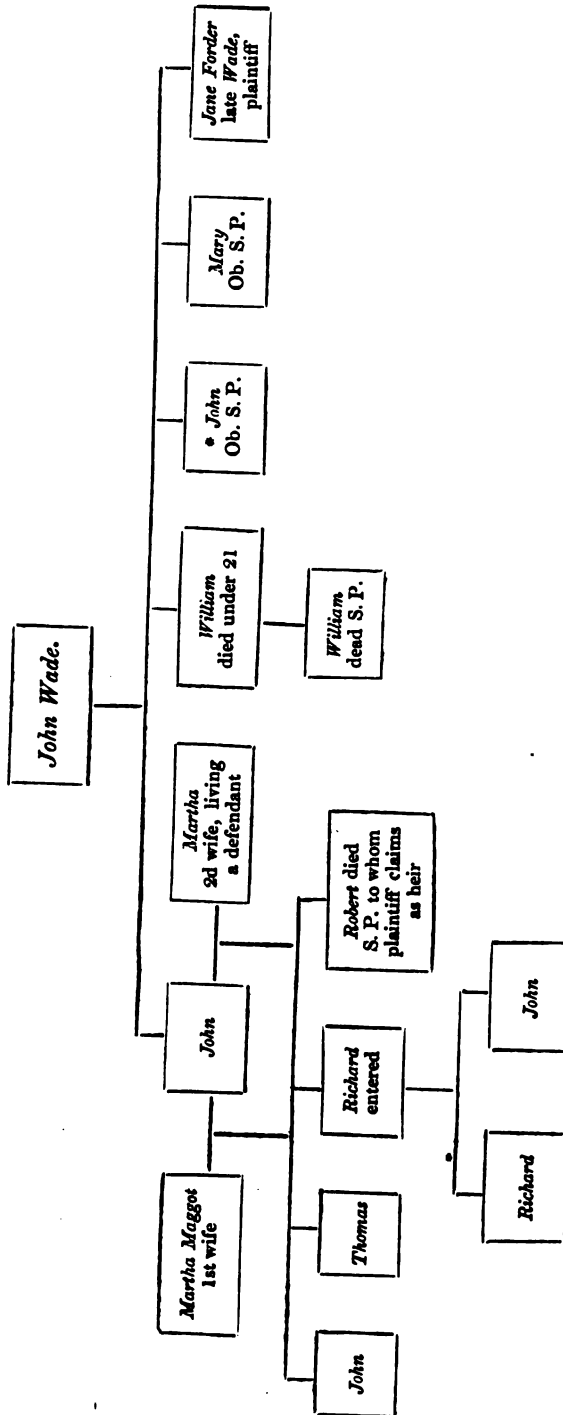 John Wade.
Martha Maggot
1st wife
John
Martha
2d wife, living
a defendant
William
died under 21
* John
Ob. S. P.
Mary
Ob. S. P.
Jane Forder
late Wade,
plaintiff
John
Thomas
Richard
entered
Robert died
S. P. to whom
plaintiff claims
as heir
William
dead S. P.
Richard
John